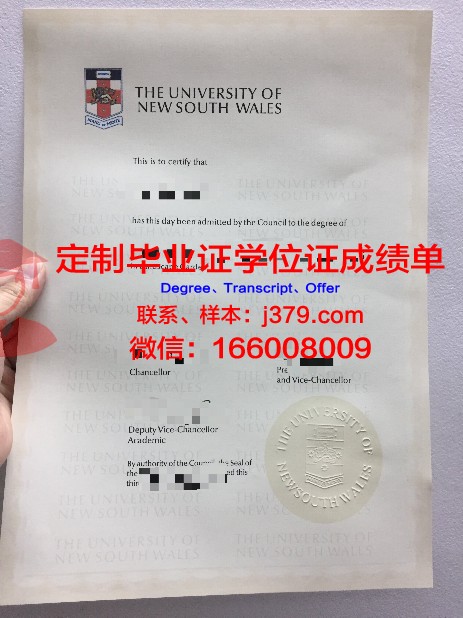 THE UNIVERSITY OF
NEW SOUTH WALES
This is to certify that
has this day been admitted by the Council to the degree of
定制毕业证学位证成绩单
Degree、Transcript、Offer
联系、样本：j379.com
微信：166008009
Chancellor
and Vice-Chancellor
Deputy Vice-Chancellor
Academic
By authority of the Council the Seal of
the
ed this
THE UNIVERSITY OF
NEW SOUTH WALES